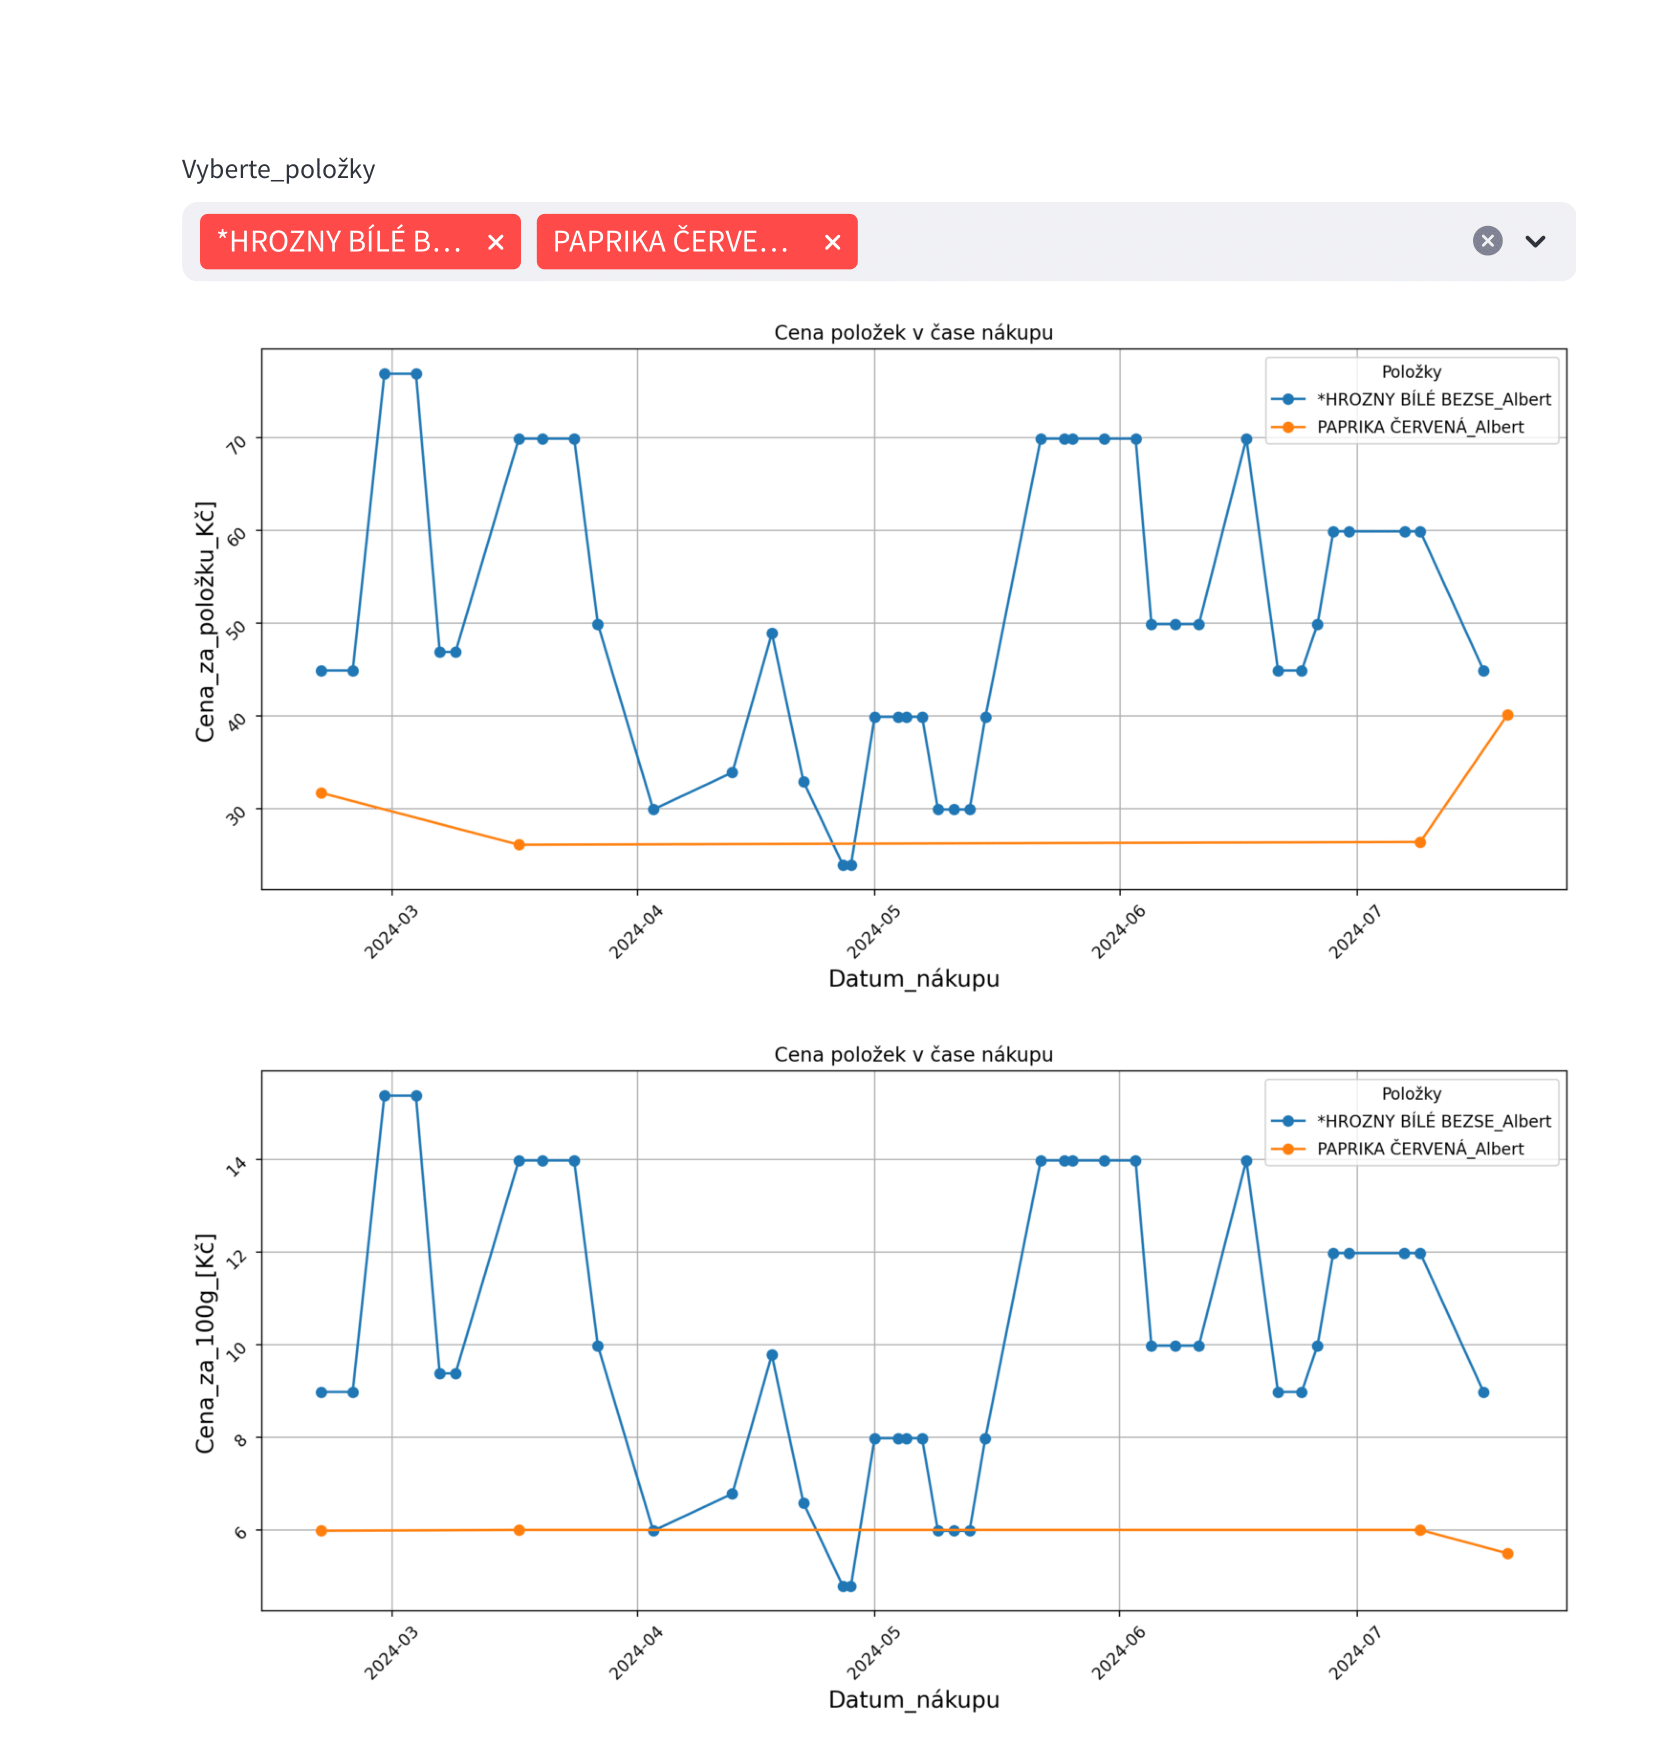 Vyberte_položky
*HROZNY BÍLÉ B...
PAPRIKA ČERVE...
Cena položek v čase nákupu
Položky
*HROZNY BÍLÉ BEZSE_Albert
PAPRIKA ČERVENÁ_Albert
Cena_za_položku_Kč]
70
60
50
40
30
2024-03
2024-04
2024-05
2024-06
2024-07
Datum_nákupu
Cena položek v čase nákupu
Položky
*HROZNY BÍLÉ BEZSE_Albert
PAPRIKA ČERVENÁ_Albert
Cena_za_100g_[Kč]
14
12
10
8
6
2024-03
2024-04
2024-05
2024-06
2024-07
Datum_nákupu